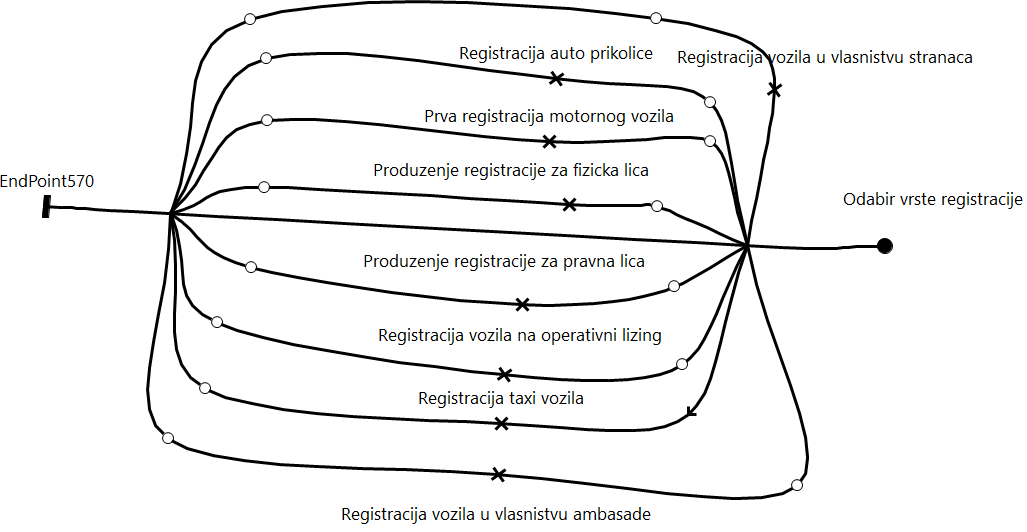 Registracija auto prikolice
Registracija vozila u vlasnistvu stranaca
Prva registracija motornog vozila
Produzenje registracije za fizicka lica
EndPoint570
Odabir vrste registracije
Produzenje registracije za pravna lica
Registracija vozila na operativni lizing
Registracija taxi vozila
Registracija vozila u vlasnistvu ambasade